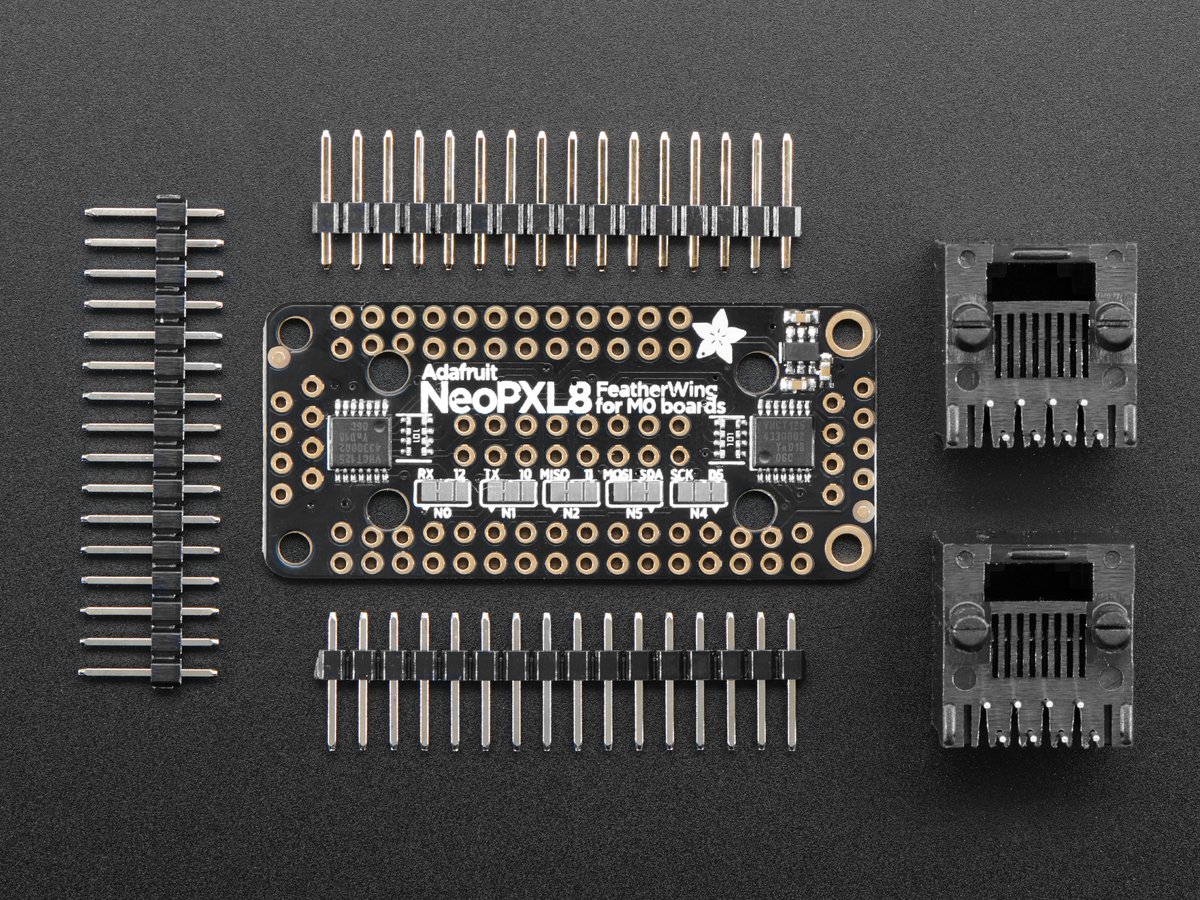 Adafruit
NeoPXL8 FeatherWing
for M0 boards
101
101
RX 12 TX 10 MISO 11 MOSI SDA SCK D5
N0 N1 N2 N5 N4